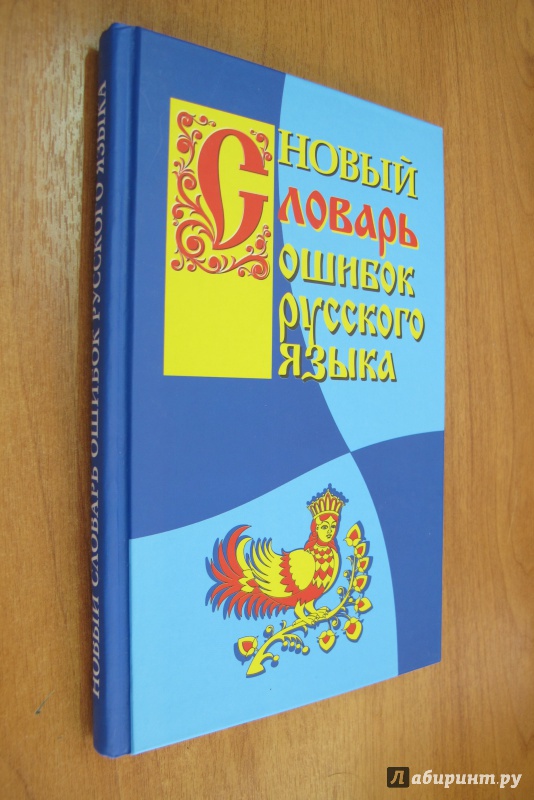 НОВЫЙ
СЛОВАРЬ
ОШИБОК
РУССКОГО
ЯЗЫКА
НОВЫЙ СЛОВАРЬ ОШИБОК РУССКОГО ЯЗЫКА
Лабиринт.ру